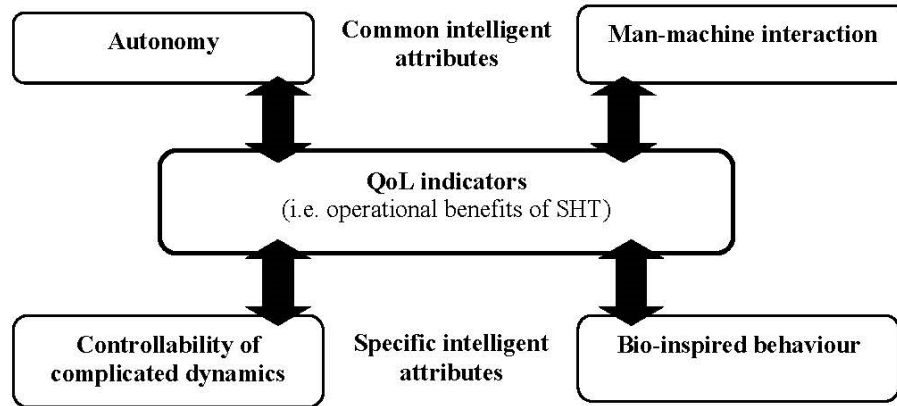 Autonomy
Common intelligent
attributes
Man-machine interaction
QoL indicators
(i.e. operational benefits of SHT)
Controllability of
complicated dynamics
Specific intelligent
attributes
Bio-inspired behaviour